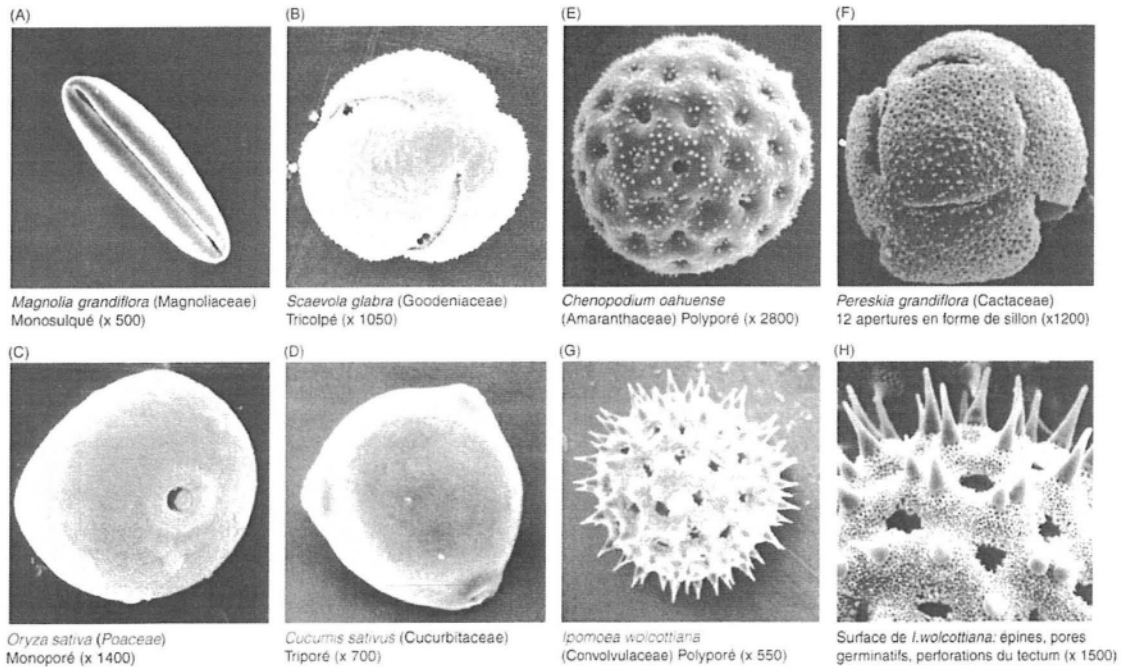 (A)
(B)
(E)
(F)
Magnolia grandiflora (Magnoliaceae)
Monosulqué (x 500)
Scaevola glabra (Goodeniaceae)
Tricolpé (x 1050)
Chenopodium oahuense
(Amaranthaceae) Polyporé (x 2800)
Pereskia grandiflora (Cactaceae)
12 apertures en forme de sillon (x1200)
(C)
(D)
(G)
(H)
Oryza sativa (Poaceae)
Monoporé (x 1400)
Cucumis sativus (Cucurbitaceae)
Triporé (x 700)
Ipomoea wolcottiana
(Convolvulaceae) Polyporé (x 550)
Surface de I.wolcottiana: épines, pores
germinatifs, perforations du tectum (x 1500)